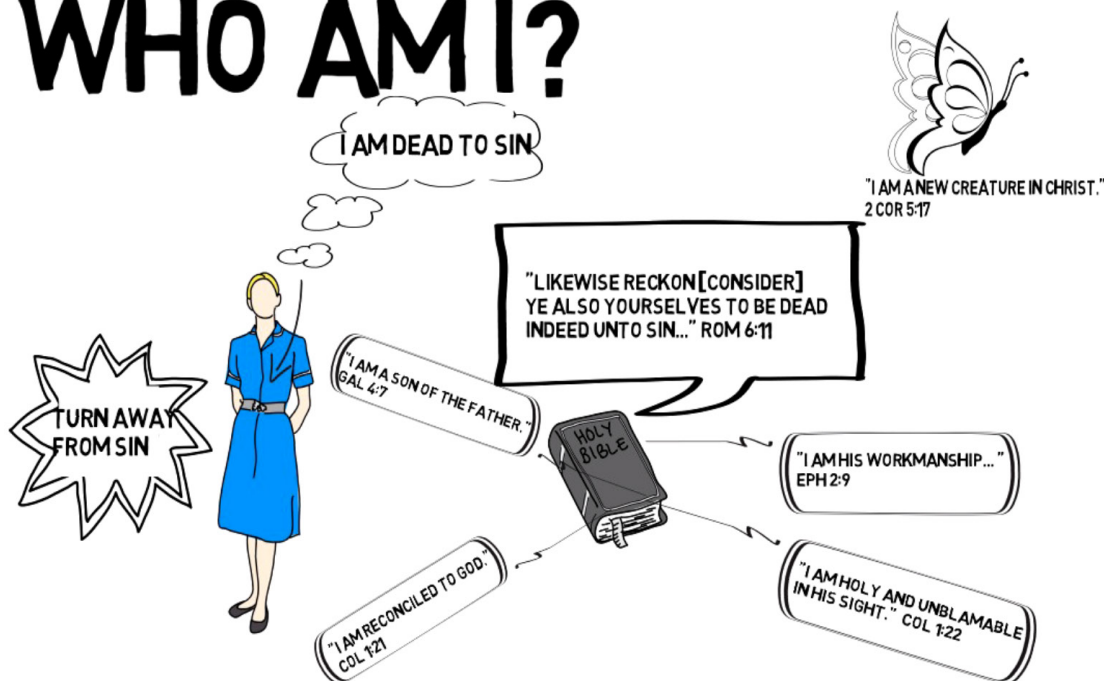 WHO AM I?
I AM DEAD TO SIN
"I AM A NEW CREATURE IN CHRIST."
2 COR 5:17
"LIKEWISE RECKON [CONSIDER]
YE ALSO YOURSELVES TO BE DEAD
INDEED UNTO SIN..." ROM 6:11
TURN AWAY
FROM SIN
"I AM A SON OF THE FATHER."
GAL 4:7
HOLY
BIBLE
"I AM HIS WORKMANSHIP..."
EPH 2:9
"I AM RECONCILED TO GOD."
COL 1:21
"I AM HOLY AND UNBLAMABLE
IN HIS SIGHT." COL 1:22